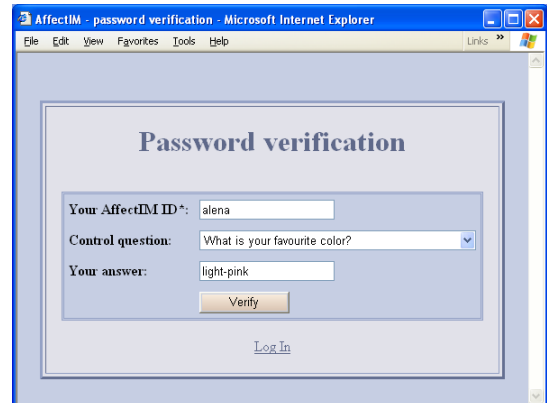 AffectIM - password verification - Microsoft Internet Explorer
File Edit View Favorites Tools Help Links »
Password verification
Your AffectIM ID*: alena
Control question: What is your favourite color?
Your answer: light-pink
Verify
Log In